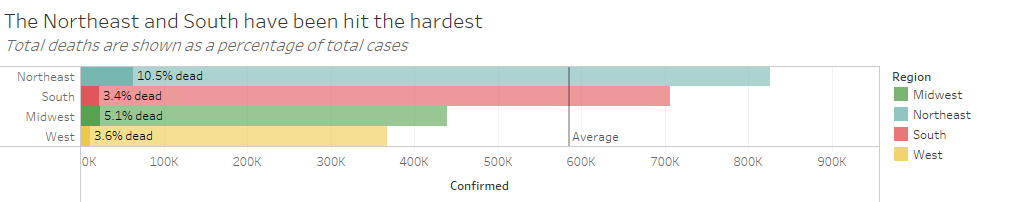 The Northeast and South have been hit the hardest
Total deaths are shown as a percentage of total cases
Northeast 10.5% dead
South 3.4% dead
Midwest 5.1% dead
West 3.6% dead
Average
0K 100K 200K 300K 400K 500K 600K 700K 800K 900K
Confirmed
Region
Midwest
Northeast
South
West